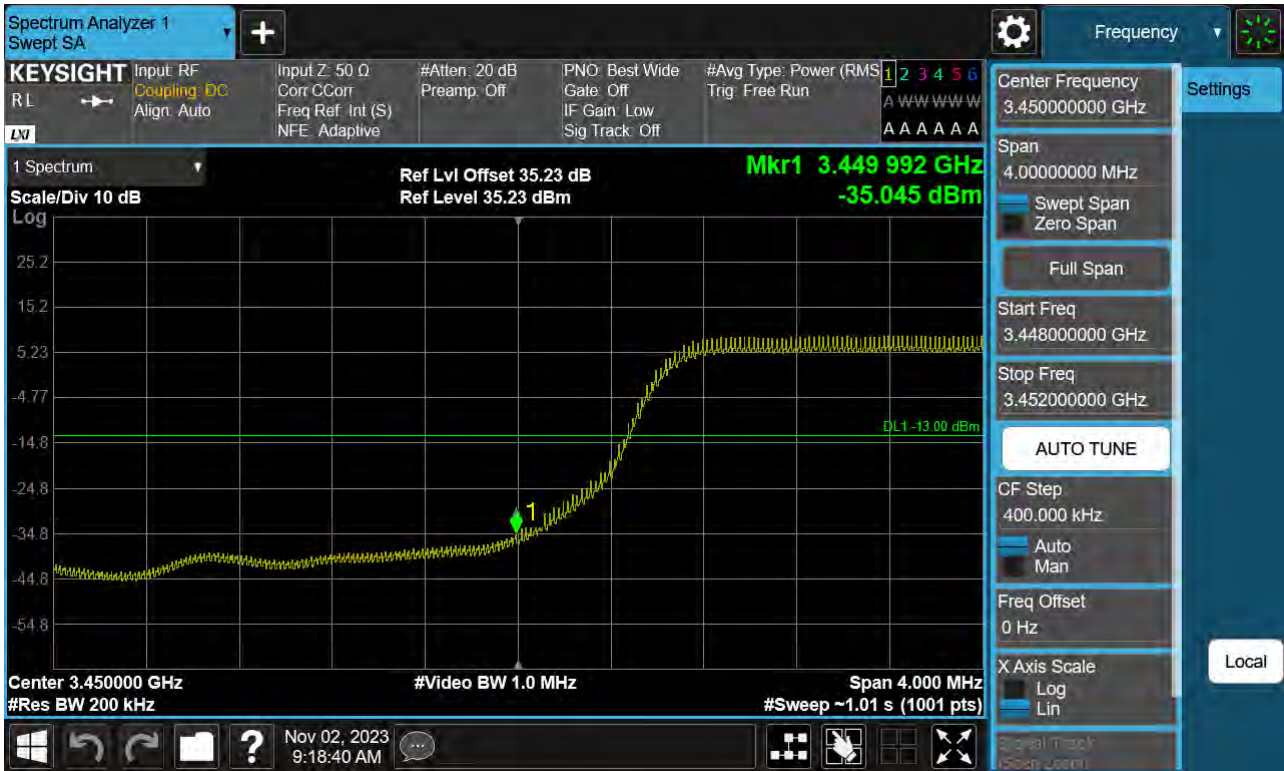 Spectrum Analyzer 1
Swept SA
+
Frequency
KEYSIGHT
RL
LXI
Input: RF
Coupling: DC
Align: Auto
Input Z: 50 Ω
Corr CCorr
Freq Ref: Int (S)
NFE: Adaptive
#Atten: 20 dB
Preamp: Off
PNO: Best Wide
Gate: Off
IF Gain: Low
Sig Track: Off
#Avg Type: Power (RMS
Trig: Free Run
1 2 3 4 5 6
A W W W W W
A A A A A A
1 Spectrum
Scale/Div 10 dB
Log
Ref Lvl Offset 35.23 dB
Ref Level 35.23 dBm
Mkr1 3.449 992 GHz
-35.045 dBm
25.2
15.2
5.23
-4.77
-14.8
-24.8
-34.8
-44.8
-54.8
DL1 -13.00 dBm
1
Center 3.450000 GHz
#Res BW 200 kHz
#Video BW 1.0 MHz
Span 4.000 MHz
#Sweep ~1.01 s (1001 pts)
Center Frequency
3.450000000 GHz
Settings
Span
4.00000000 MHz
Swept Span
Zero Span
Full Span
Start Freq
3.448000000 GHz
Stop Freq
3.452000000 GHz
AUTO TUNE
CF Step
400.000 kHz
Auto
Man
Freq Offset
0 Hz
X Axis Scale
Log
Lin
Signal Track
(Span Zoom)
Local
?
Nov 02, 2023
9:18:40 AM